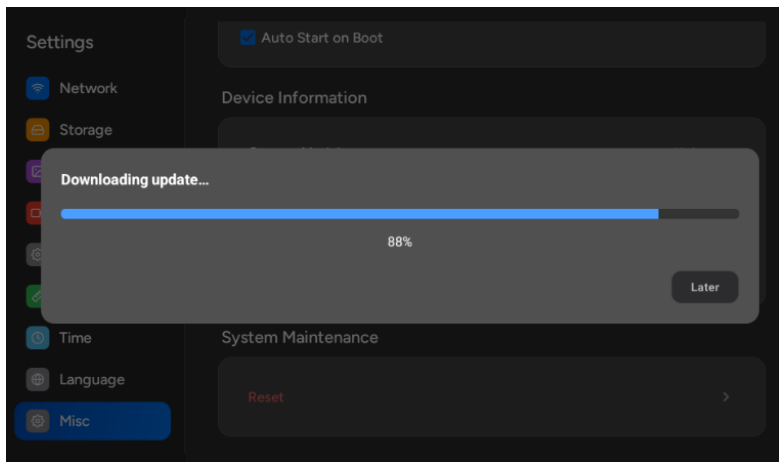 Settings
Network
Storage
Time
Language
Misc
Auto Start on Boot
Device Information
Downloading update…
88%
Later
System Maintenance
Reset